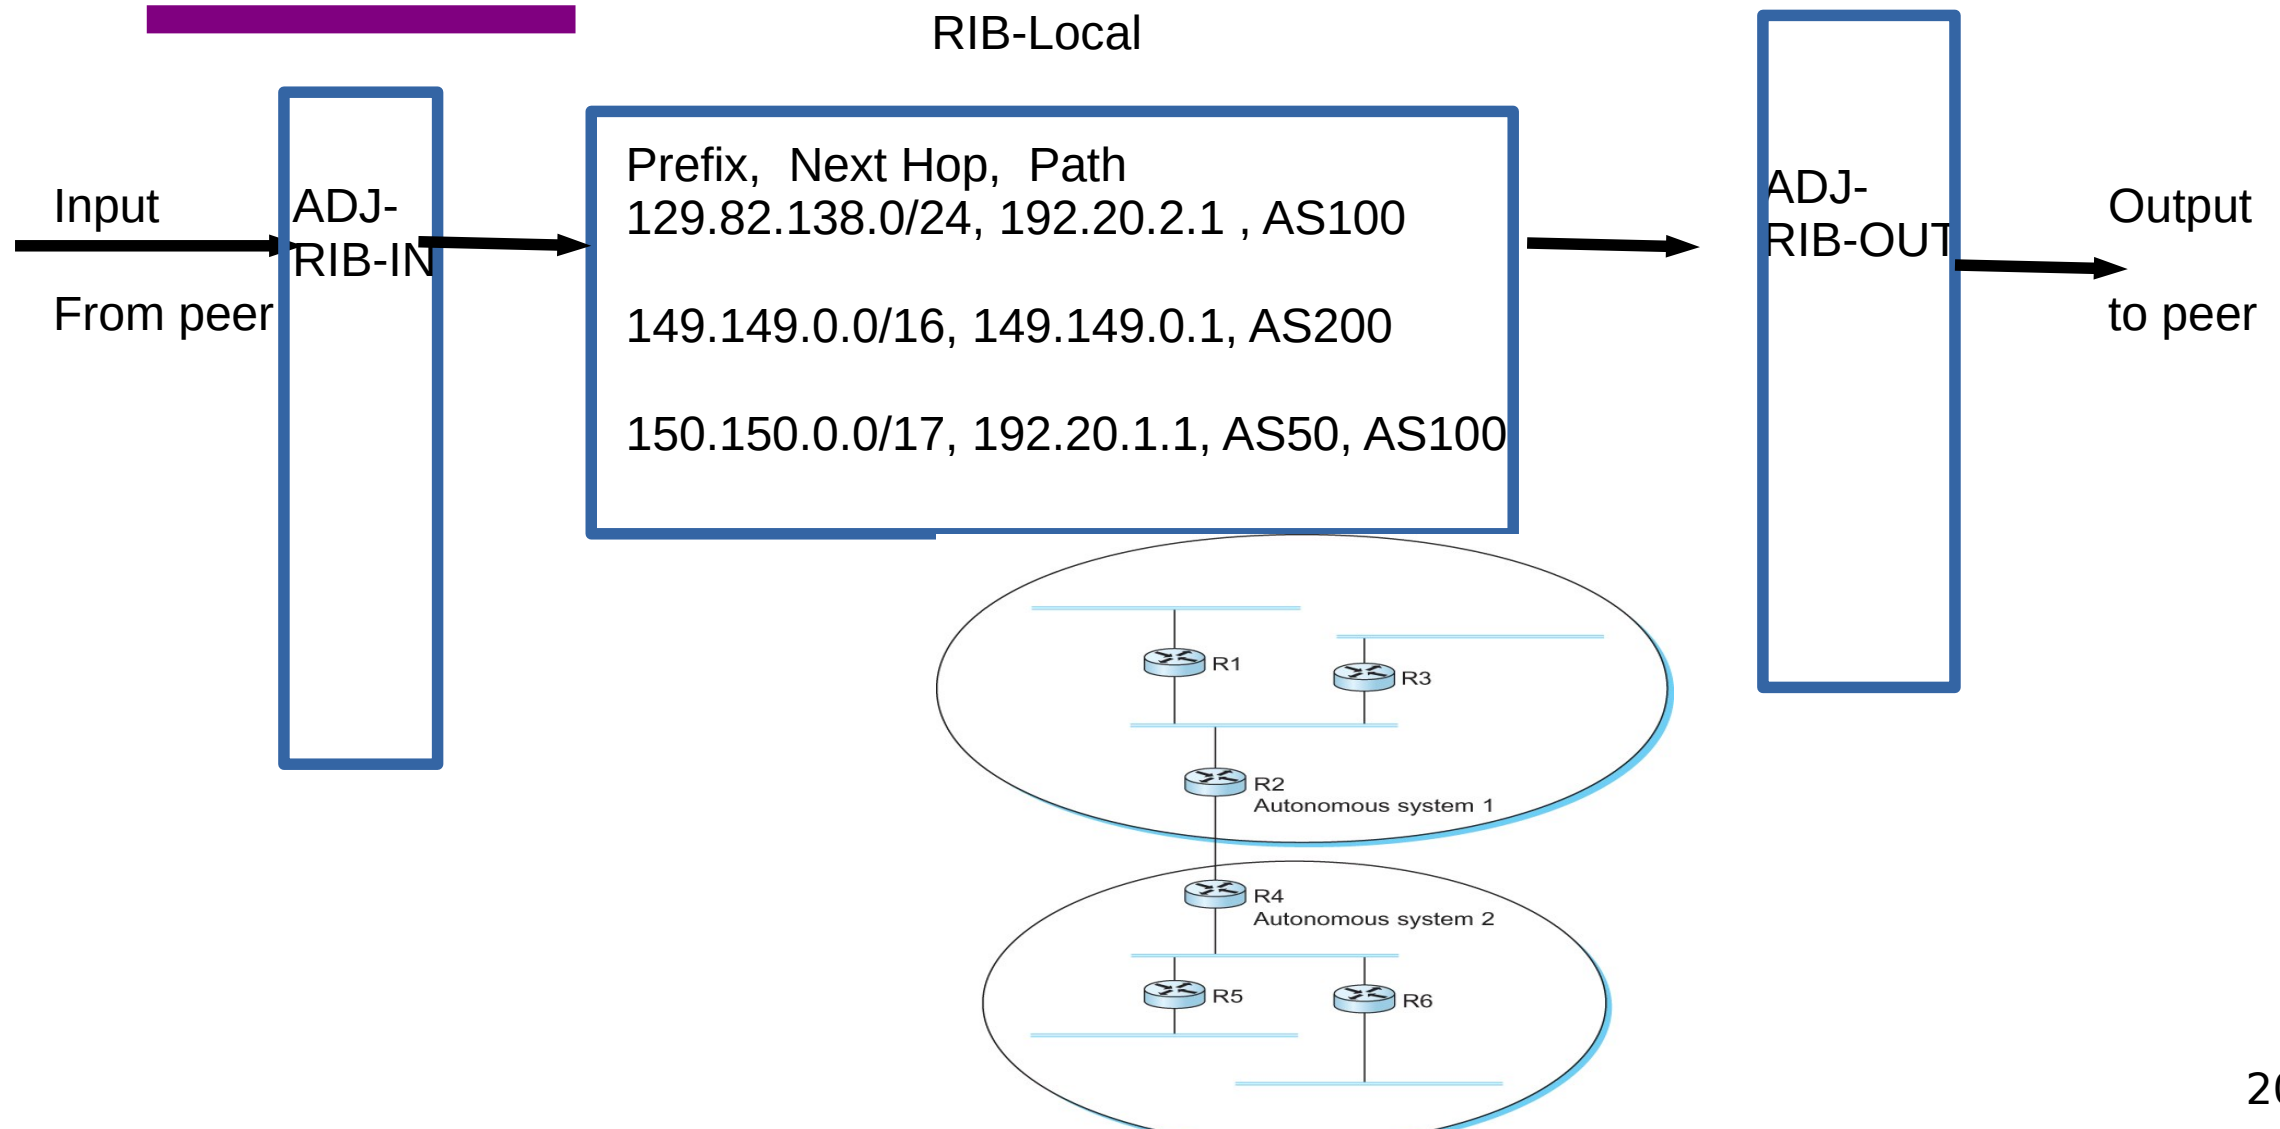 RIB-Local
Input
From peer
ADJ-
RIB-IN
Prefix, Next Hop, Path
129.82.138.0/24, 192.20.2.1 , AS100
149.149.0.0/16, 149.149.0.1, AS200
150.150.0.0/17, 192.20.1.1, AS50, AS100
ADJ-
RIB-OUT
Output
to peer
R1
R3
R2
Autonomous system 1
R4
Autonomous system 2
R5
R6